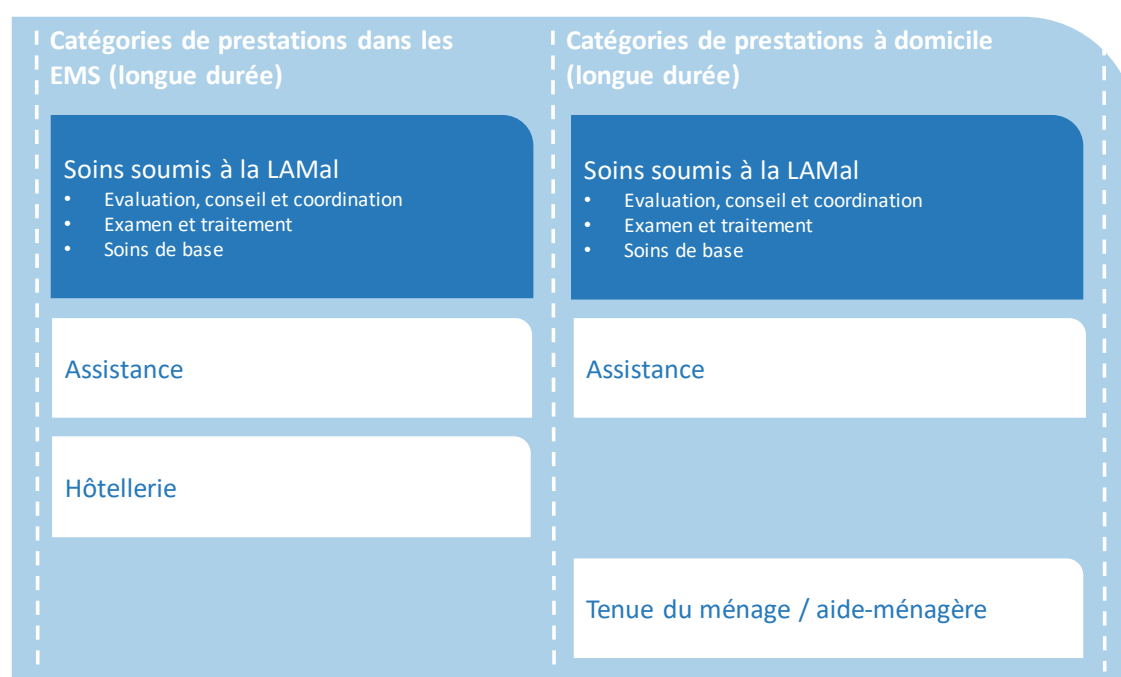 Catégories de prestations dans les
EMS (longue durée)
Soins soumis à la LAMal
• Evaluation, conseil et coordination
• Examen et traitement
• Soins de base
Assistance
Hôtellerie
Catégories de prestations à domicile
(longue durée)
Soins soumis à la LAMal
• Evaluation, conseil et coordination
• Examen et traitement
• Soins de base
Assistance
Tenue du ménage / aide-ménagère